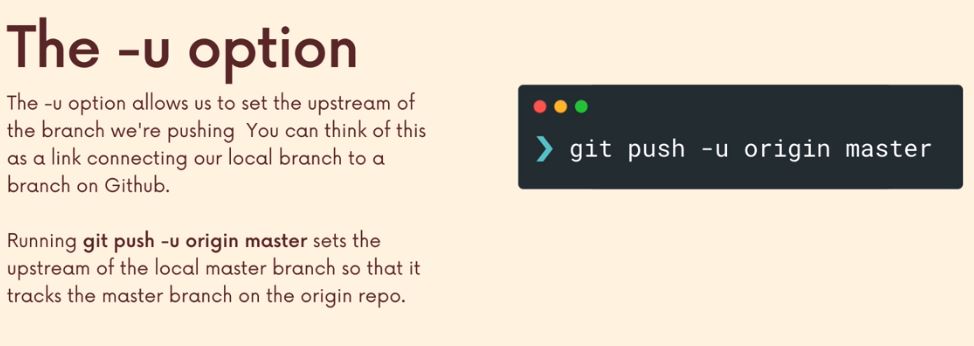 The -u option
The -u option allows us to set the upstream of
the branch we're pushing  You can think of this
as a link connecting our local branch to a
branch on Github.
Running git push -u origin master sets the
upstream of the local master branch so that it
tracks the master branch on the origin repo.
❯ git push -u origin master